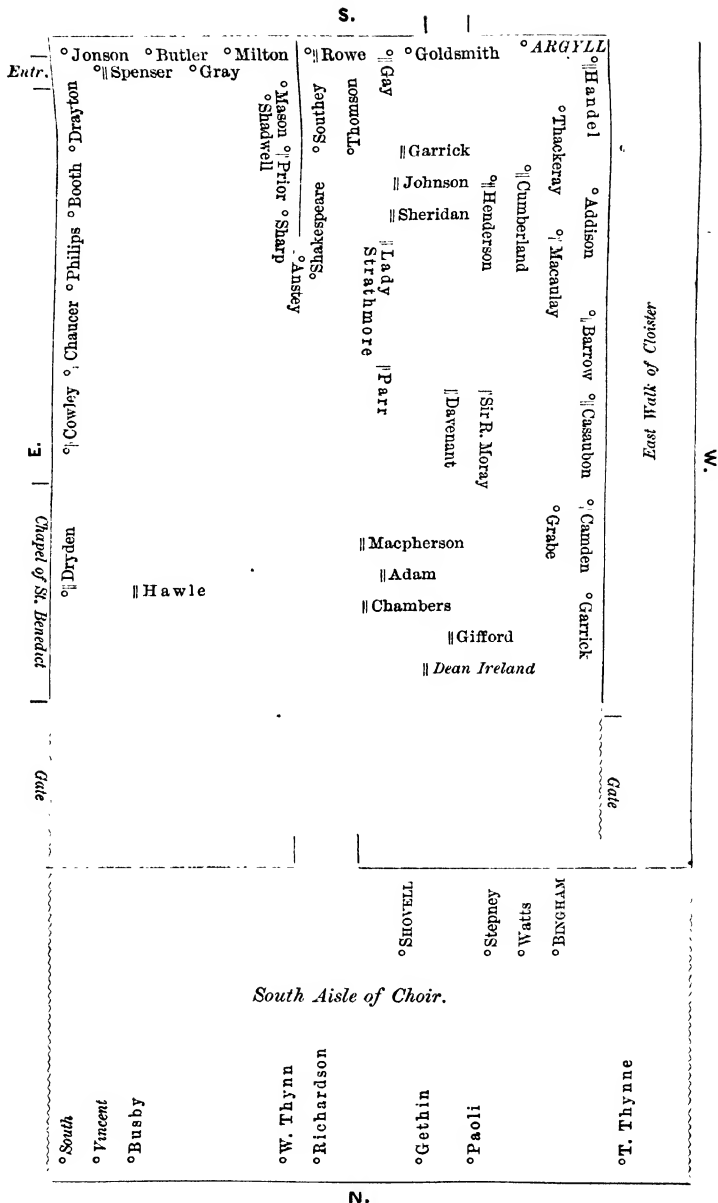 S.
° Jonson ° Butler ° Milton °|| Rowe °|| Gay ° Goldsmith ° ARGYLL
Entr. °|| Spenser ° Gray
°|| Handel
° Drayton
° Mason
° Shadwell
° Southey
° Thomson
° Thackeray
|| Garrick
° Booth
°| Prior
|| Johnson
°|| Henderson
°|| Cumberland
° Addison
|| Sheridan
° Philips
° Sharp
° Anstey
° Shakespeare
|| Lady Strathmore
°| Macaulay
East Walk of Cloister
°| Chaucer
|| Parr
°| Barrow
°|| Cowley
|| Davenant
|| Sir R. Moray
°|| Casaubon
E.
W.
Chapel of St. Benedict
°|| Dryden
|| Hawle
|| Macpherson
° Grabe
°| Camden
|| Adam
|| Chambers
° Garrick
|| Gifford
|| Dean Ireland
Gate
Gate
° SHOVELL
° Stepney
° Watts
° BINGHAM
South Aisle of Choir.
° South
° Vincent
° Busby
° W. Thynn
° Richardson
° Gethin
° Paoli
° T. Thynne
N.